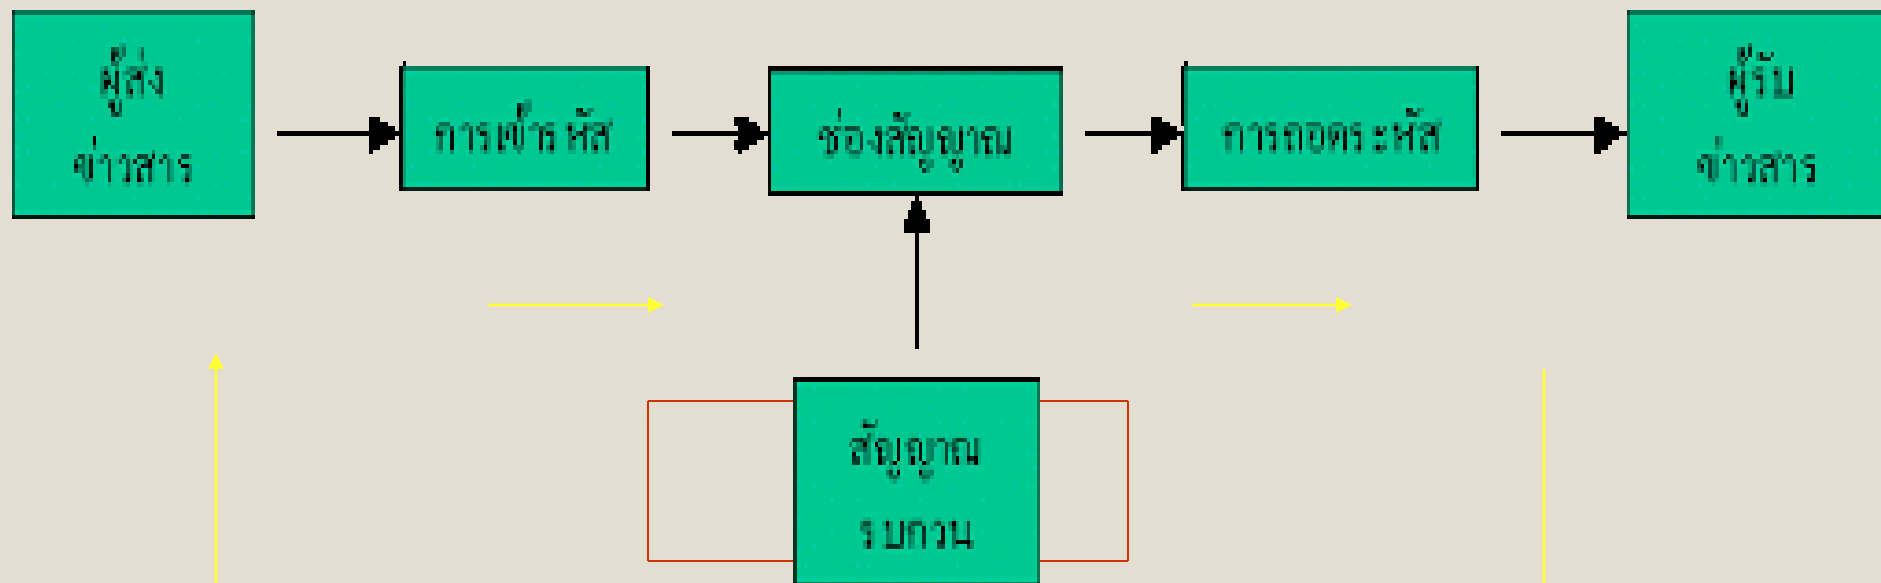 ผู้ส่ง
ข่าวสาร
การเข้ารหัส
ช่องสัญญาณ
การถอดระหัส
ผู้รับ
ข่าวสาร
สัญญาณ
รบกวน